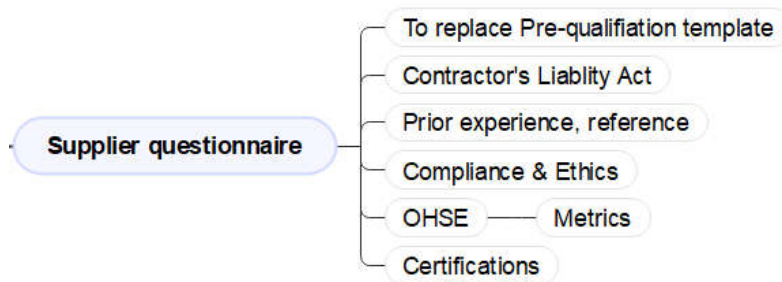 To replace Pre-qualifiation template
Contractor's Liablity Act
Prior experience, reference
Supplier questionnaire
Compliance & Ethics
OHSE
Metrics
Certifications